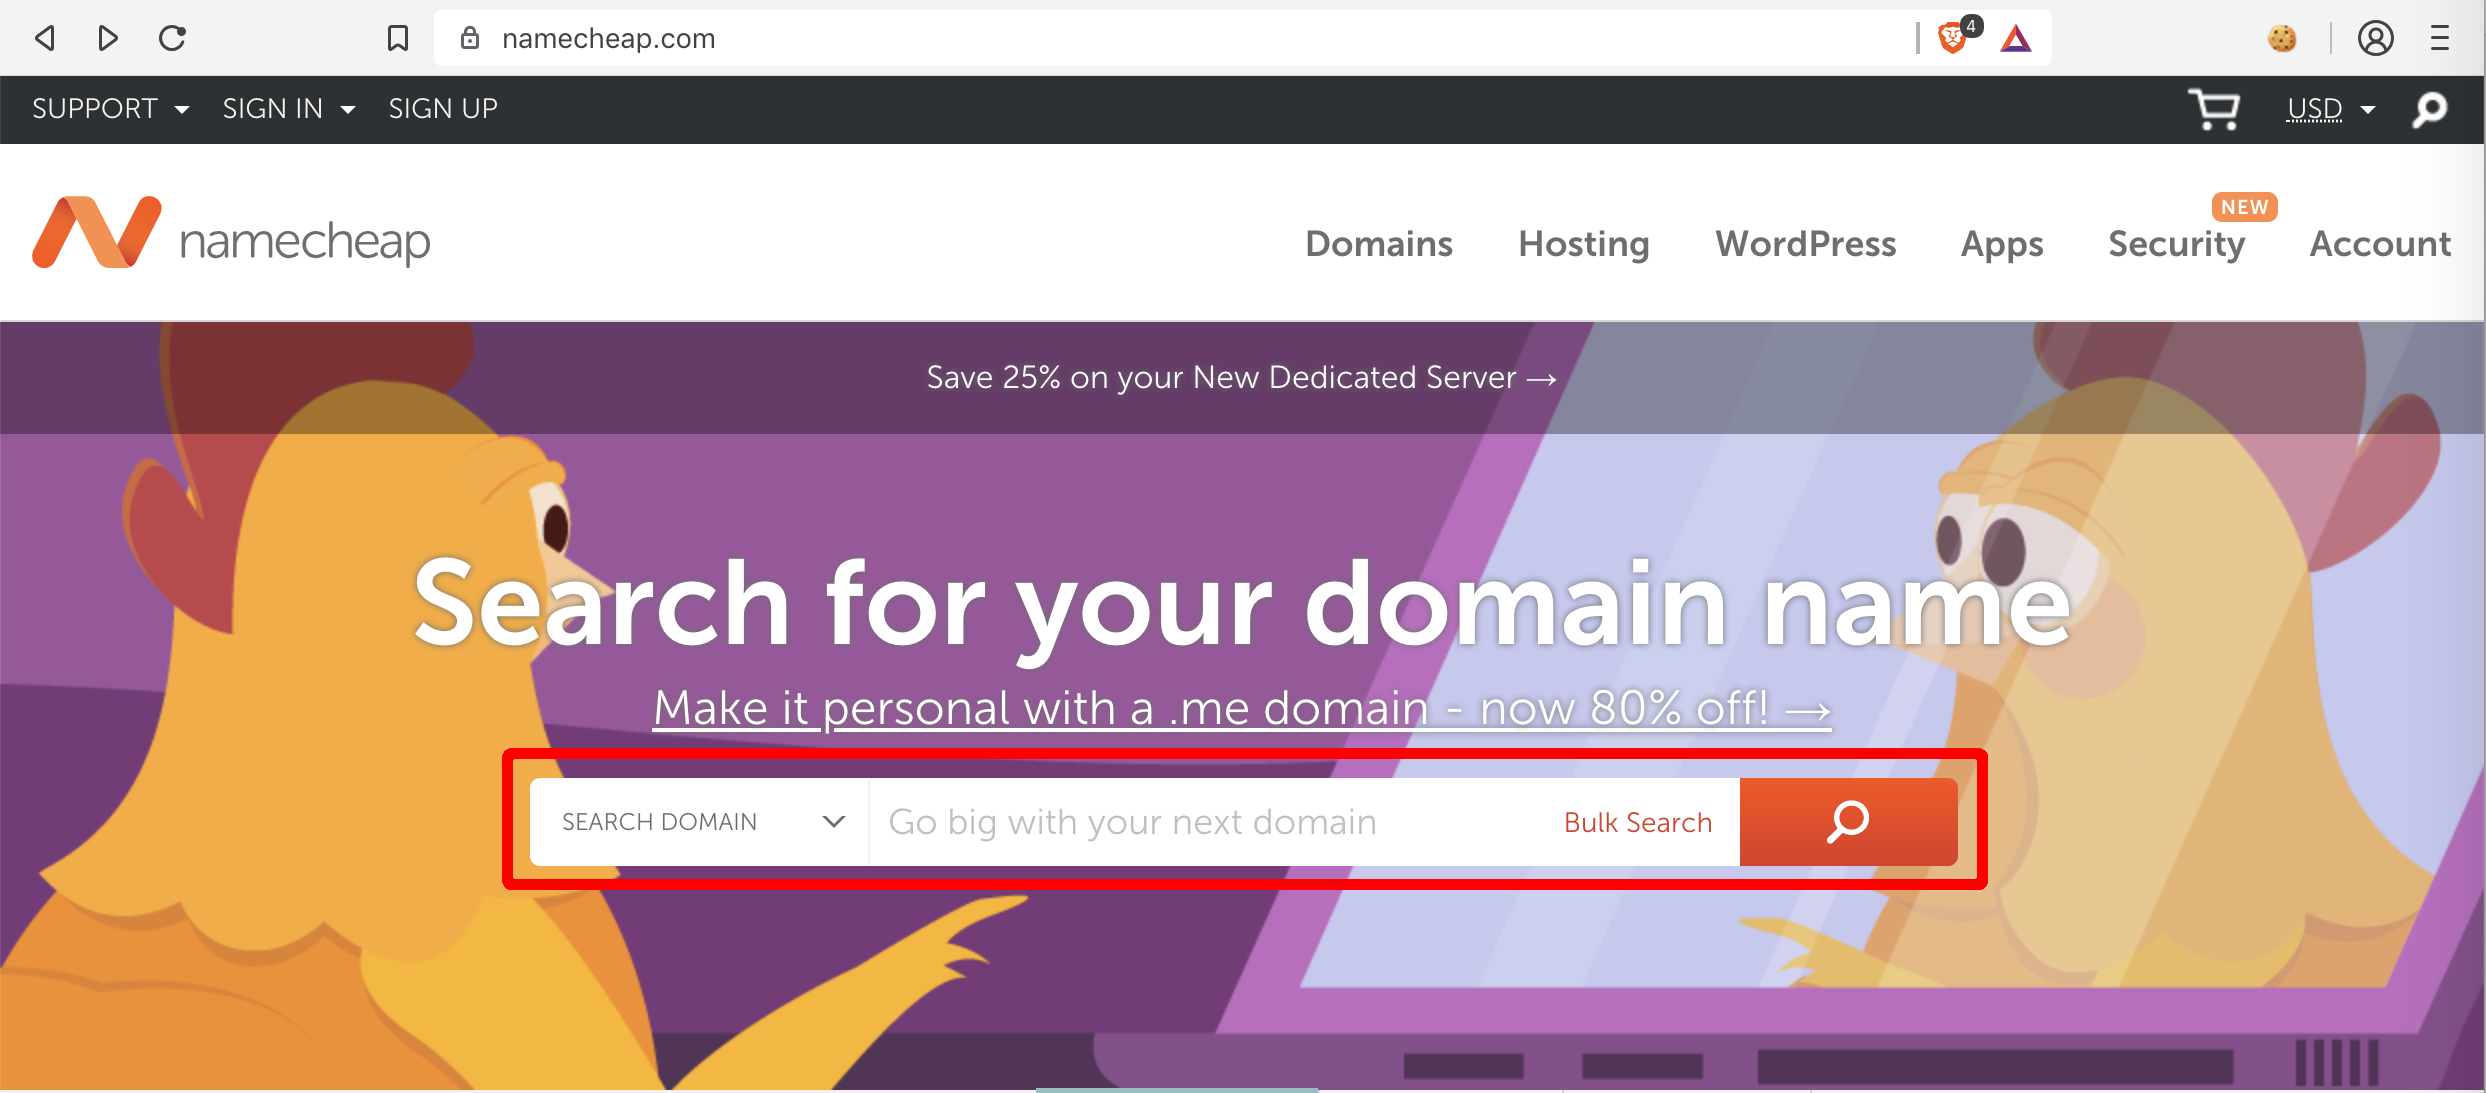 namecheap.com
4
SUPPORT SIGN IN SIGN UP
USD
namecheap
NEW
Domains Hosting WordPress Apps Security Account
Save 25% on your New Dedicated Server →
Search for your domain name
Make it personal with a .me domain - now 80% off! →
SEARCH DOMAIN Go big with your next domain Bulk Search